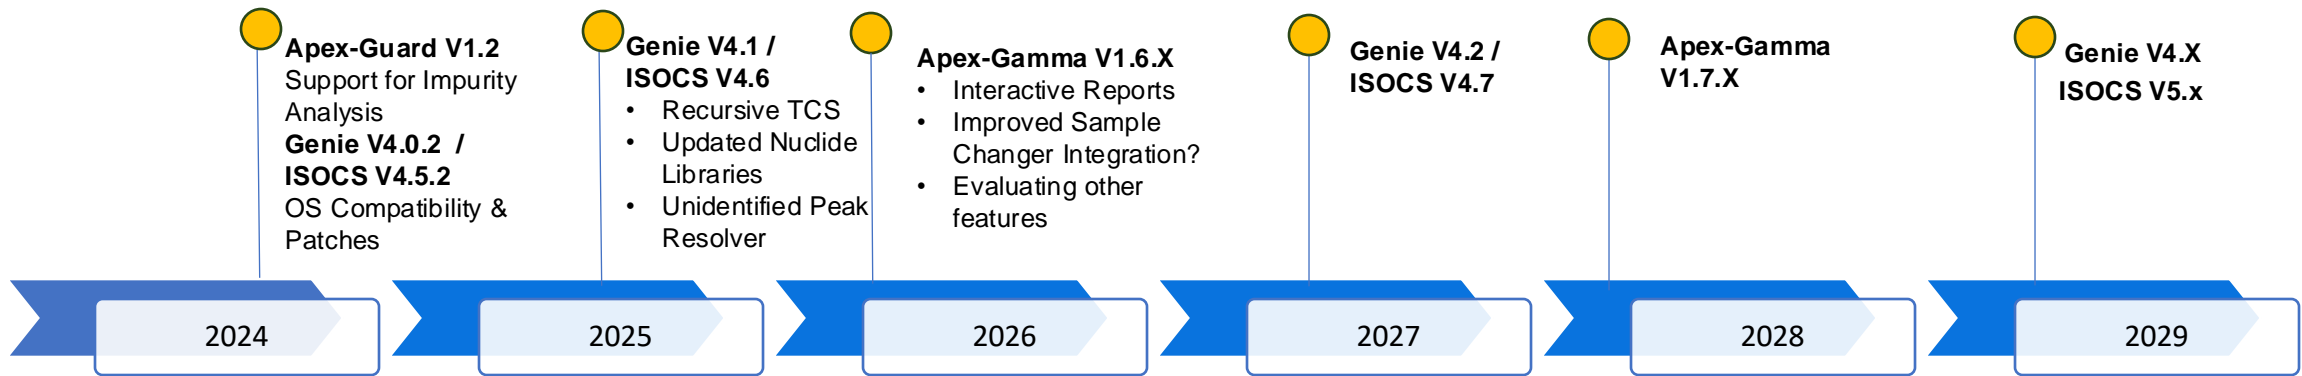 Apex-Guard V1.2
Support for Impurity
Analysis
Genie V4.0.2 /
ISOCS V4.5.2
OS Compatibility &
Patches
Genie V4.1 /
ISOCS V4.6
• Recursive TCS
• Updated Nuclide
Libraries
• Unidentified Peak
Resolver
Apex-Gamma V1.6.X
• Interactive Reports
• Improved Sample
Changer Integration?
• Evaluating other
features
Genie V4.2 /
ISOCS V4.7
Apex-Gamma
V1.7.X
Genie V4.X
ISOCS V5.x
2024
2025
2026
2027
2028
2029